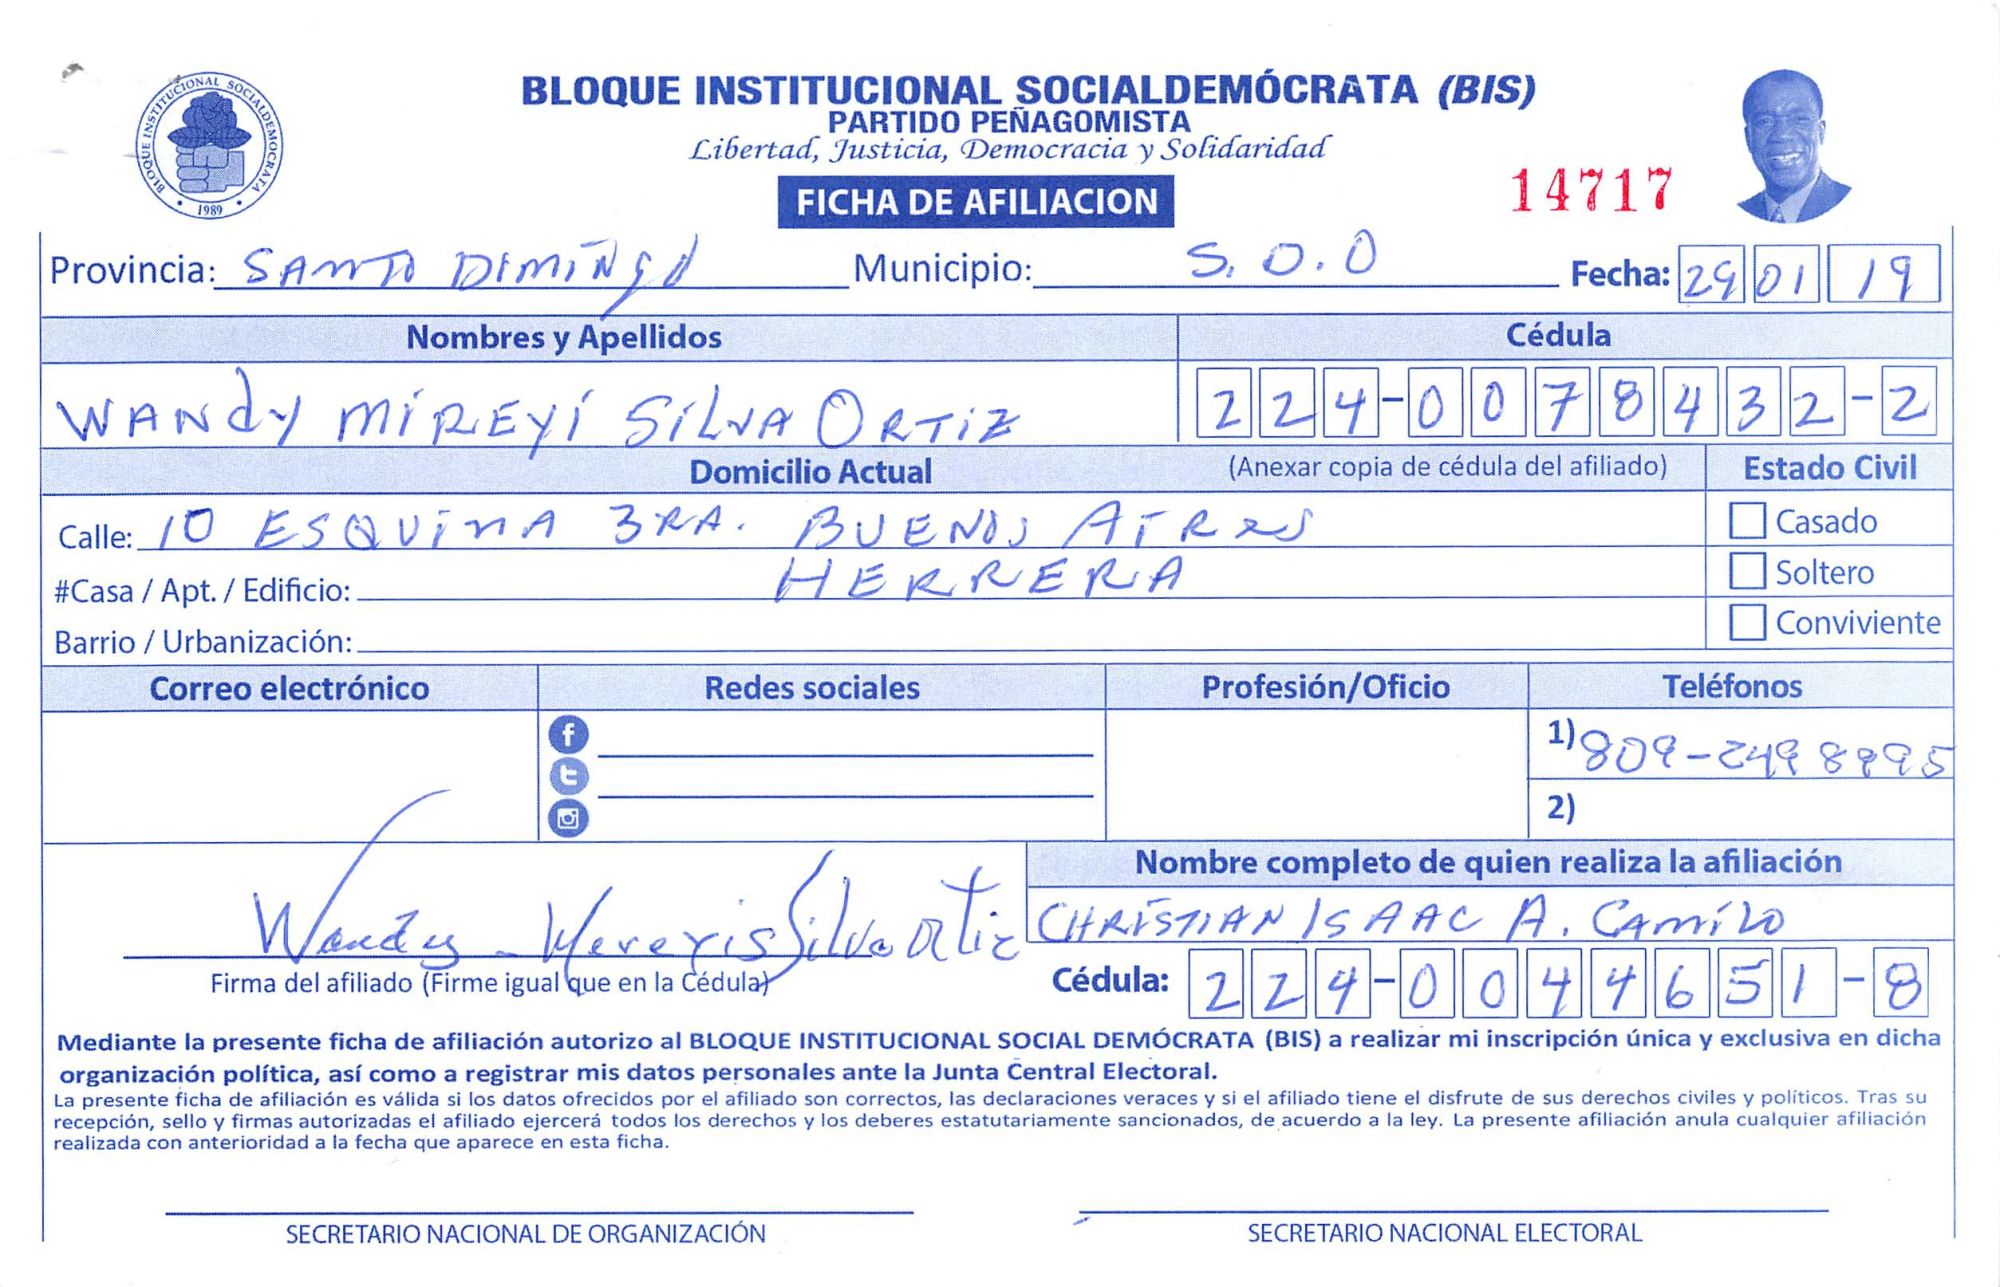 BLOQUE INSTITUCIONAL SOCIALDEMOCRATA
1989
BLOQUE INSTITUCIONAL SOCIALDEMÓCRATA (BIS)
PARTIDO PEÑAGOMISTA
Libertad, Justicia, Democracia y Solidaridad
FICHA DE AFILIACION
14717
Provincia: SANTO DIMINGO Municipio: S. O. O Fecha: 29 01 19
Nombres y Apellidos Cédula
WANdy MIREYI SILVA ORTIZ 224-0078432-2
Domicilio Actual (Anexar copia de cédula del afiliado) Estado Civil
Calle: 10 ESQUINA 3RA. BUENOS AIRES Casado
#Casa / Apt. / Edificio: HERRERA Soltero
Barrio / Urbanización: Conviviente
Correo electrónico Redes sociales Profesión/Oficio Teléfonos
1) 809-249 8995
2)
Nombre completo de quien realiza la afiliación
Wandy Silva Ortiz CHRISTIAN ISAAC A. CAMILO
Firma del afiliado (Firme igual que en la Cédula) Cédula: 224-0044651-8
Mediante la presente ficha de afiliación autorizo al BLOQUE INSTITUCIONAL SOCIAL DEMÓCRATA (BIS) a realizar mi inscripción única y exclusiva en dicha
organización política, así como a registrar mis datos personales ante la Junta Central Electoral.
La presente ficha de afiliación es válida si los datos ofrecidos por el afiliado son correctos, las declaraciones veraces y si el afiliado tiene el disfrute de sus derechos civiles y políticos. Tras su
recepción, sello y firmas autorizadas el afiliado ejercerá todos los derechos y los deberes estatutariamente sancionados, de acuerdo a la ley. La presente afiliación anula cualquier afiliación
realizada con anterioridad a la fecha que aparece en esta ficha.
SECRETARIO NACIONAL DE ORGANIZACIÓN SECRETARIO NACIONAL ELECTORAL